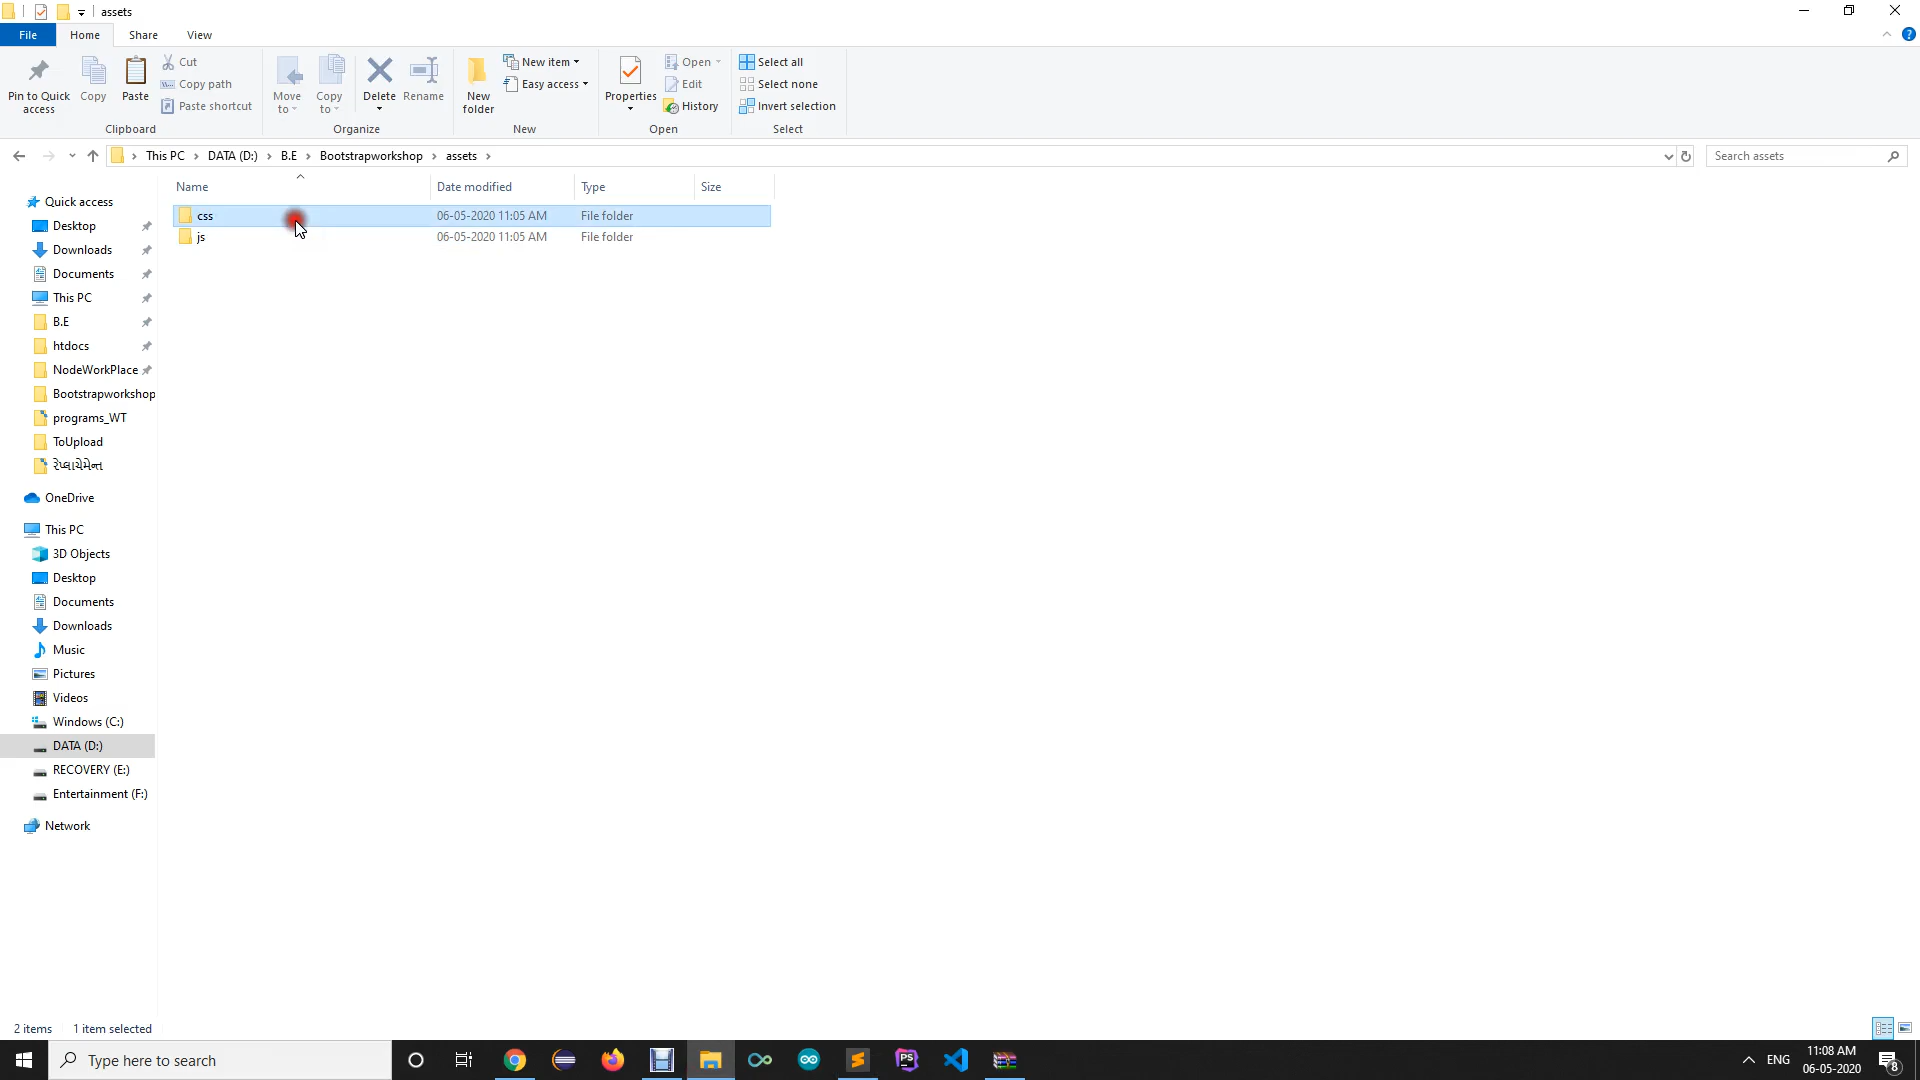 assets
File Home Share View
Pin to Quick access
Copy
Paste
Cut
Copy path
Paste shortcut
Clipboard
Move to
Copy to
Delete
Rename
Organize
New folder
New item
Easy access
New
Properties
Open
Edit
History
Open
Select all
Select none
Invert selection
Select
This PC DATA (D:) B.E Bootstrapworkshop assets
Search assets
Name Date modified Type Size
css 06-05-2020 11:05 AM File folder
js 06-05-2020 11:05 AM File folder
Quick access
Desktop
Downloads
Documents
This PC
B.E
htdocs
NodeWorkPlace
Bootstrapworkshop
programs_WT
ToUpload
રેપ્લાચેમેન્ત
OneDrive
This PC
3D Objects
Desktop
Documents
Downloads
Music
Pictures
Videos
Windows (C:)
DATA (D:)
RECOVERY (E:)
Entertainment (F:)
Network
2 items 1 item selected
Type here to search
PS
ENG
11:08 AM
06-05-2020
8